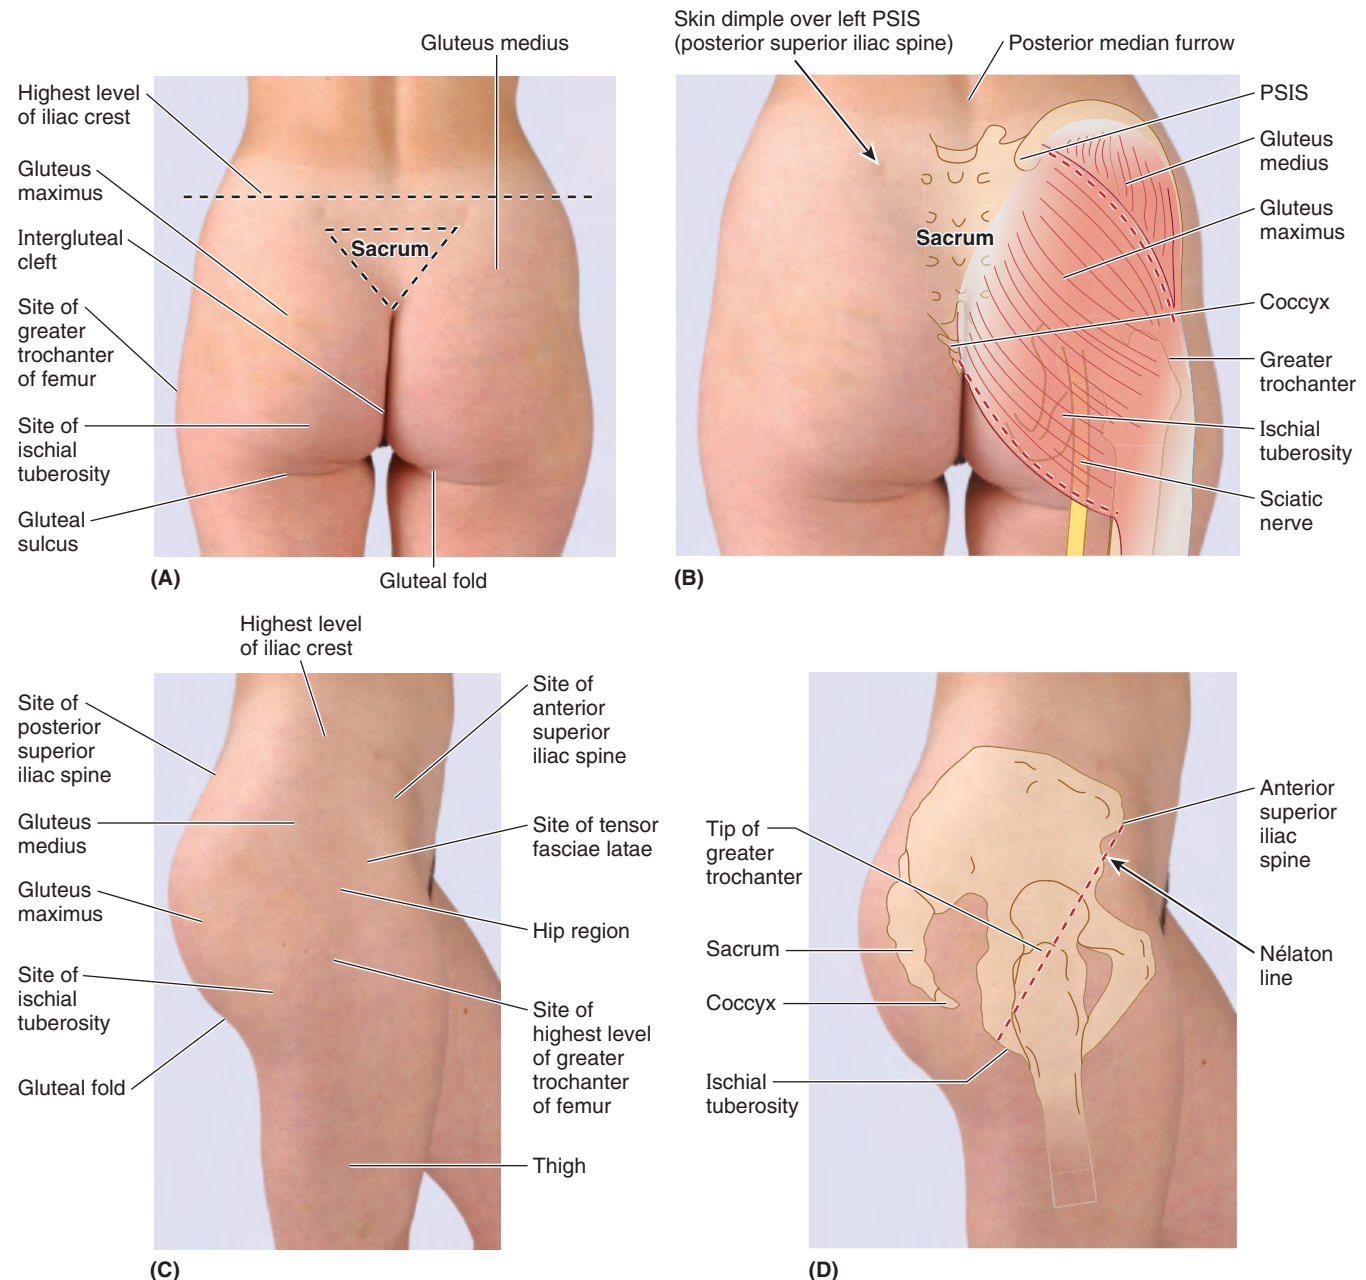 Gluteus medius
Highest level
of iliac crest
Gluteus
maximus
Intergluteal
cleft
Site of
greater
trochanter
of femur
Site of
ischial
tuberosity
Gluteal
sulcus
Sacrum
Gluteal fold
(A)
Skin dimple over left PSIS
(posterior superior iliac spine)
Posterior median furrow
PSIS
Gluteus
medius
Gluteus
maximus
Sacrum
Coccyx
Greater
trochanter
Ischial
tuberosity
Sciatic
nerve
(B)
Highest level
of iliac crest
Site of
posterior
superior
iliac spine
Gluteus
medius
Gluteus
maximus
Site of
ischial
tuberosity
Gluteal fold
Site of
anterior
superior
iliac spine
Site of tensor
fasciae latae
Hip region
Site of
highest level
of greater
trochanter
of femur
Thigh
(C)
Tip of
greater
trochanter
Sacrum
Coccyx
Ischial
tuberosity
Anterior
superior
iliac
spine
Nélaton
line
(D)